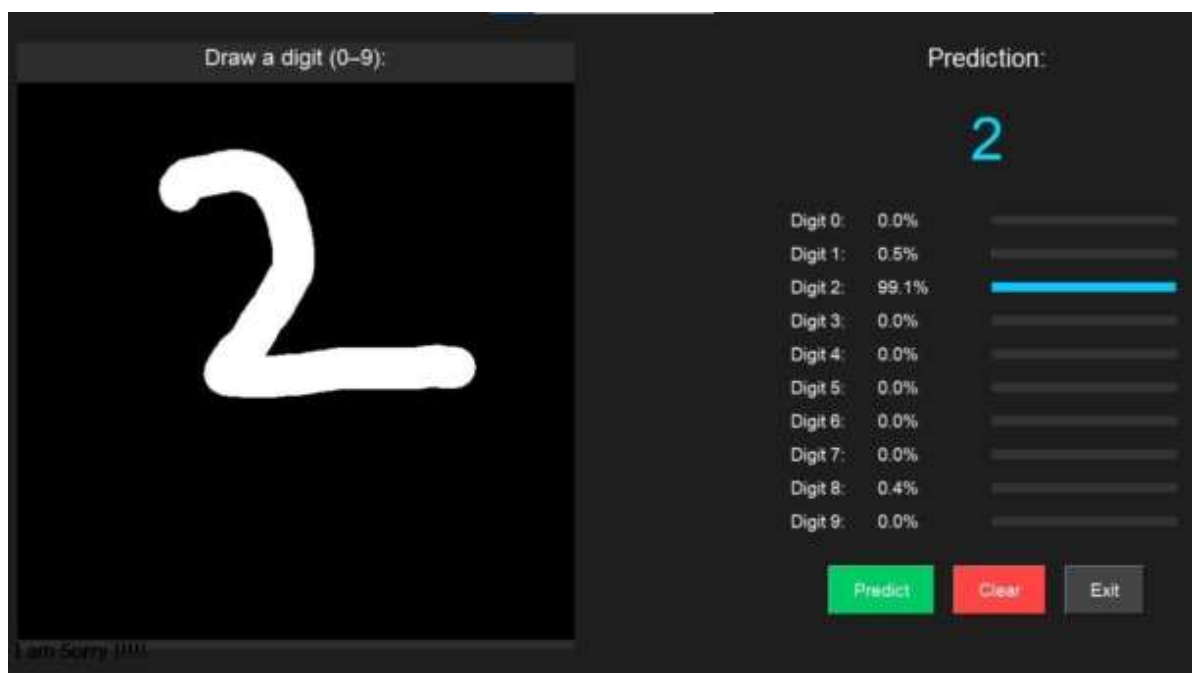 Draw a digit (0–9):
2
Prediction:
2
Digit 0: 0.0%
Digit 1: 0.5%
Digit 2: 99.1%
Digit 3: 0.0%
Digit 4: 0.0%
Digit 5: 0.0%
Digit 6: 0.0%
Digit 7: 0.0%
Digit 8: 0.4%
Digit 9: 0.0%
Predict Clear Exit
I am Sorry !!!!!